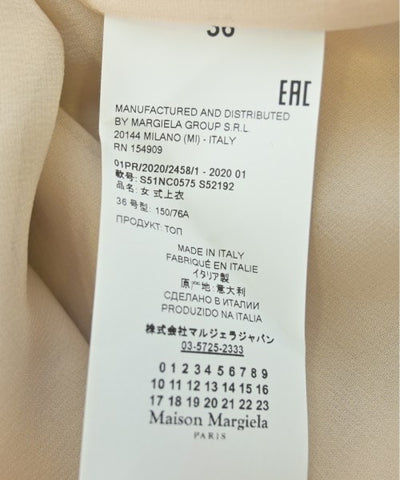 36
EAC
MANUFACTURED AND DISTRIBUTED
BY MARGIELA GROUP S.R.L.
20144 MILANO (MI) - ITALY
RN 154909
01PR/2020/2458/1 - 2020 01
款号: S51NC0575 S52192
品名: 女式上衣
36 号型: 150/76A
ПРОДУКТ: ТОП
MADE IN ITALY
FABRIQUÉ EN ITALIE
イタリア製
原产地: 意大利
СДЕЛАНО В ИТАЛИИ
PRODUZIDO NA ITALIA
株式会社マルジェラジャパン
03-5725-2333
0 1 2 3 4 5 6 7 8 9
10 11 12 13 14 15 16
17 18 19 20 21 22 23
Maison Margiela
PARIS